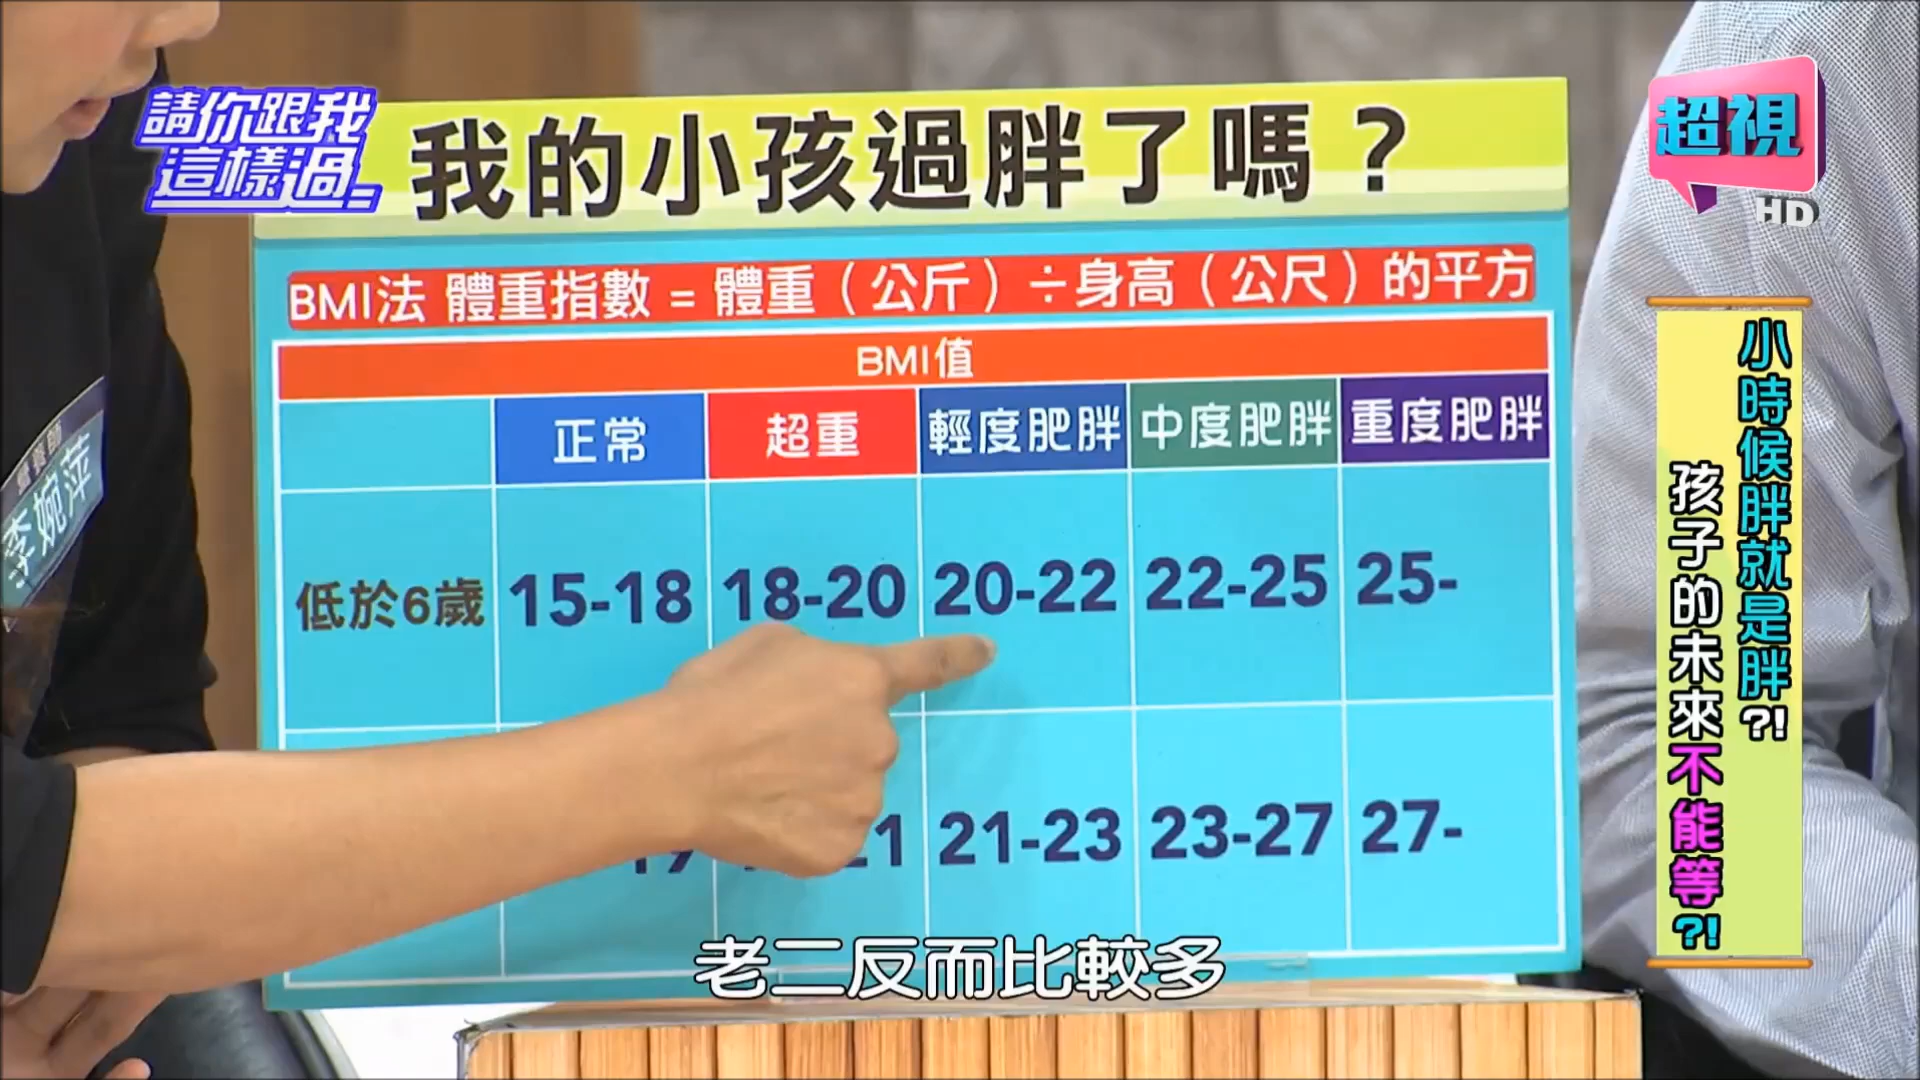 請你跟我
這樣過
我的小孩過胖了嗎？
超視
HD
BMI法 體重指數 = 體重（公斤）÷身高（公尺）的平方
BMI值
正常 超重 輕度肥胖 中度肥胖 重度肥胖
低於6歲 15-18 18-20 20-22 22-25 25-
19 21 21-23 23-27 27-
李婉萍
小時候胖就是胖?!
孩子的未來不能等?!
老二反而比較多